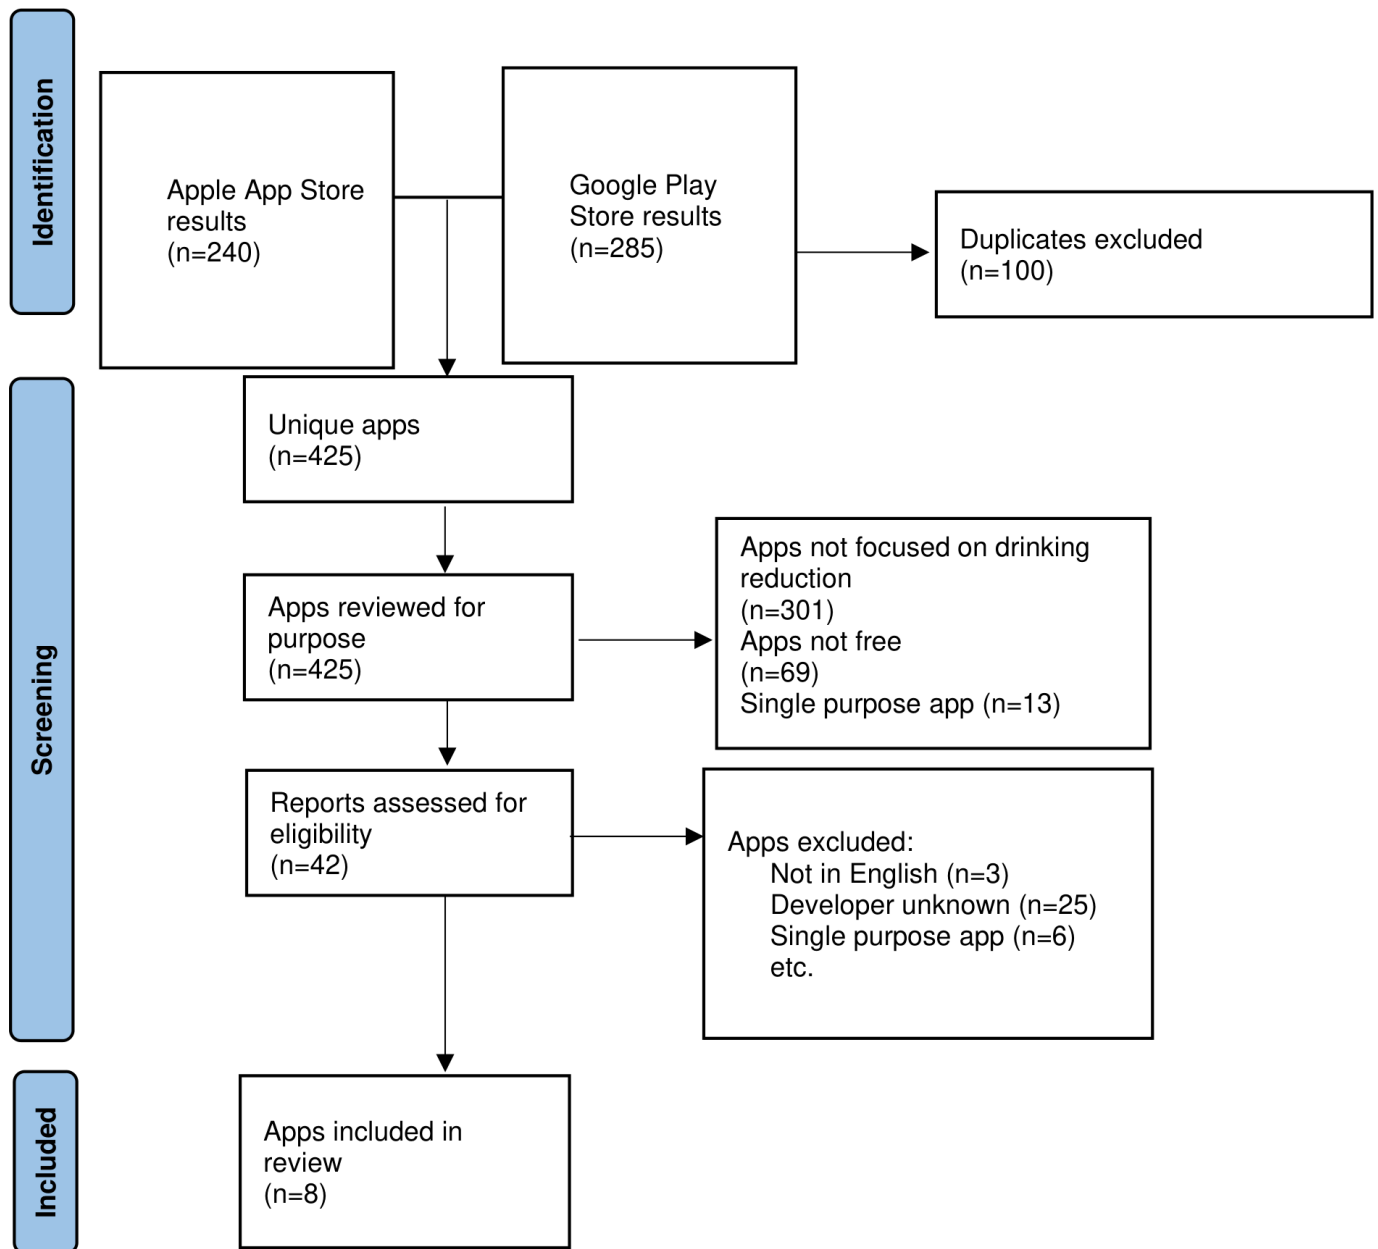 Identification
Apple App Store
results
(n=240)
Google Play
Store results
(n=285)
Duplicates excluded
(n=100)
Screening
Unique apps
(n=425)
Apps reviewed for
purpose
(n=425)
Apps not focused on drinking
reduction
(n=301)
Apps not free
(n=69)
Single purpose app (n=13)
Reports assessed for
eligibility
(n=42)
Apps excluded:
Not in English (n=3)
Developer unknown (n=25)
Single purpose app (n=6)
etc.
Included
Apps included in
review
(n=8)